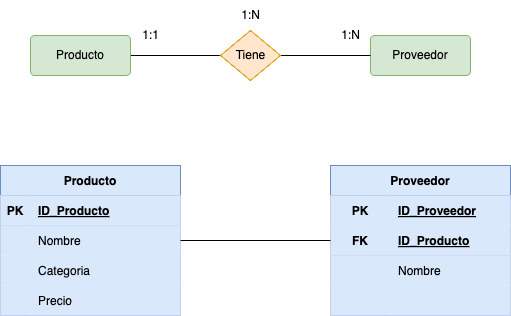 1:N
1:1
1:N
Producto
Tiene
Proveedor
Producto
PK ID_Producto
Nombre
Categoria
Precio
Proveedor
PK ID_Proveedor
FK ID_Producto
Nombre